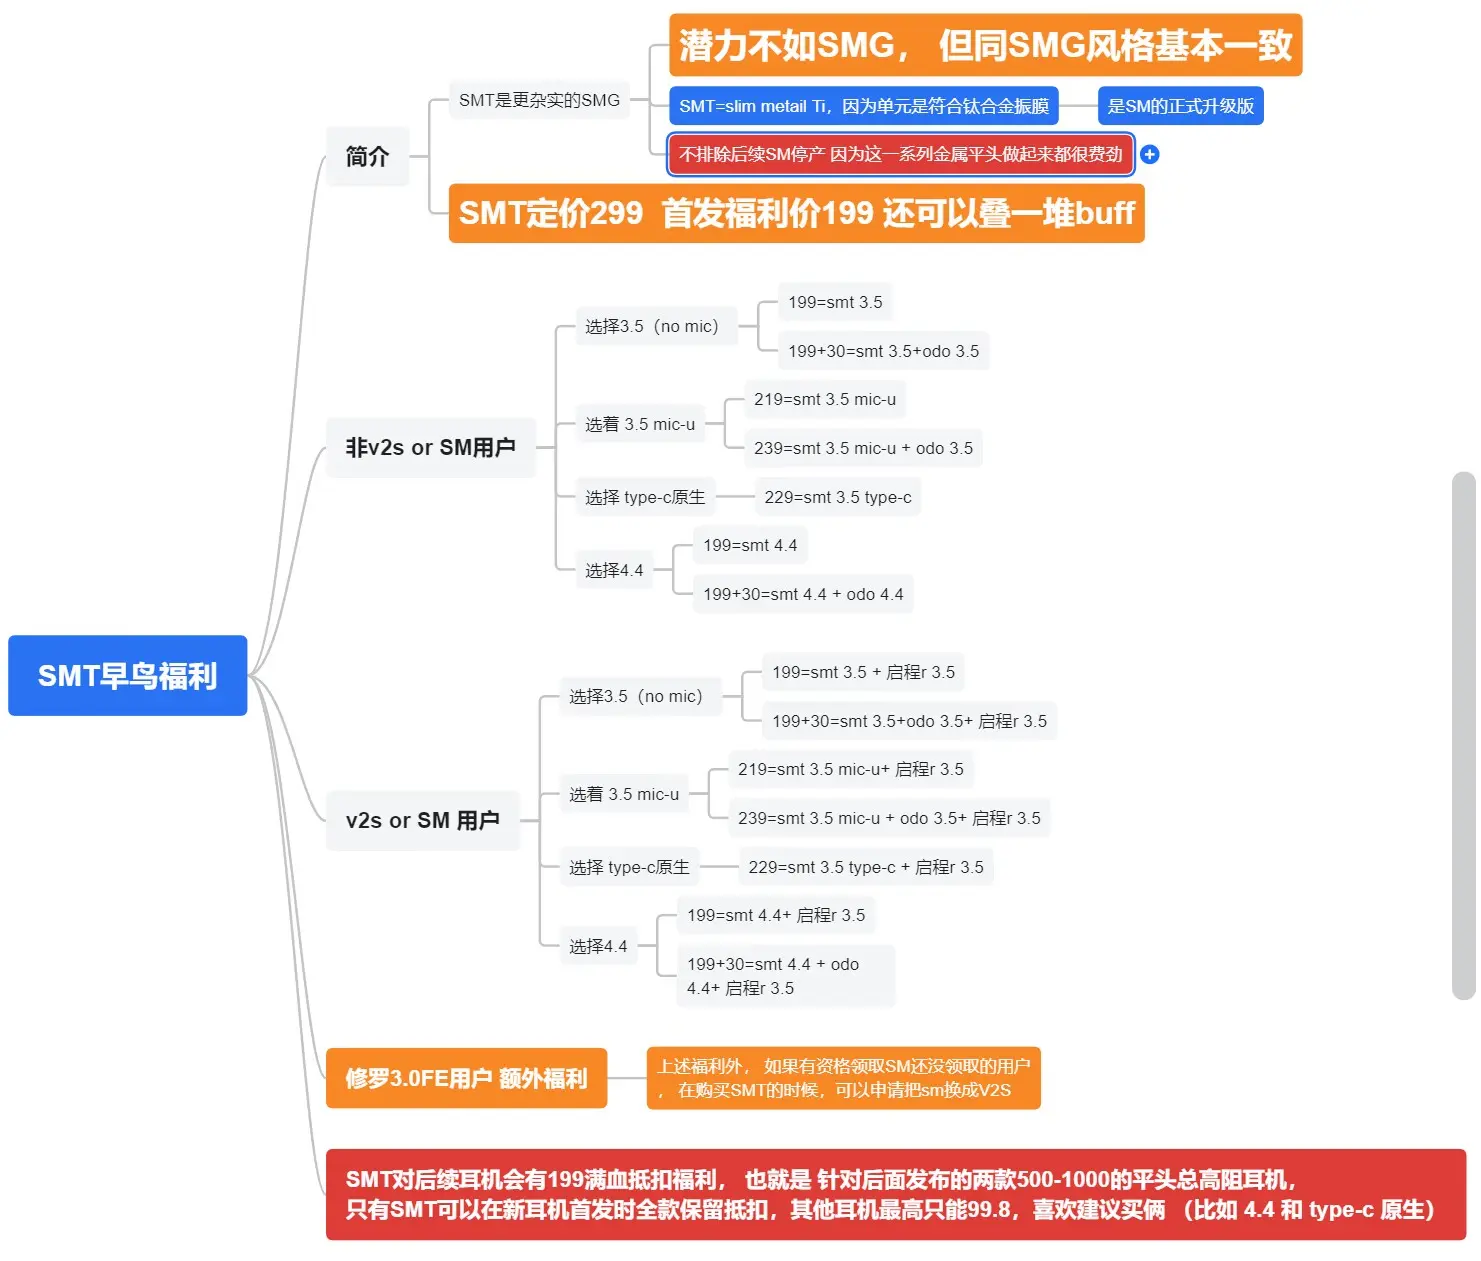 SMT早鸟福利
简介
SMT是更杂实的SMG
潜力不如SMG， 但同SMG风格基本一致
SMT=slim metail Ti，因为单元是符合钛合金振膜
是SM的正式升级版
不排除后续SM停产 因为这一系列金属平头做起来都很费劲
SMT定价299 首发福利价199 还可以叠一堆buff
非v2s or SM用户
选择3.5（no mic）
199=smt 3.5
199+30=smt 3.5+odo 3.5
选着 3.5 mic-u
219=smt 3.5 mic-u
239=smt 3.5 mic-u + odo 3.5
选择 type-c原生
229=smt 3.5 type-c
选择4.4
199=smt 4.4
199+30=smt 4.4 + odo 4.4
v2s or SM 用户
选择3.5（no mic）
199=smt 3.5 + 启程r 3.5
199+30=smt 3.5+odo 3.5+ 启程r 3.5
选着 3.5 mic-u
219=smt 3.5 mic-u+ 启程r 3.5
239=smt 3.5 mic-u + odo 3.5+ 启程r 3.5
选择 type-c原生
229=smt 3.5 type-c + 启程r 3.5
选择4.4
199=smt 4.4+ 启程r 3.5
199+30=smt 4.4 + odo
4.4+ 启程r 3.5
修罗3.0FE用户 额外福利
上述福利外， 如果有资格领取SM还没领取的用户
， 在购买SMT的时候，可以申请把sm换成V2S
SMT对后续耳机会有199满血抵扣福利， 也就是 针对后面发布的两款500-1000的平头总高阻耳机，
只有SMT可以在新耳机首发时全款保留抵扣，其他耳机最高只能99.8，喜欢建议买俩 （比如 4.4 和 type-c 原生）